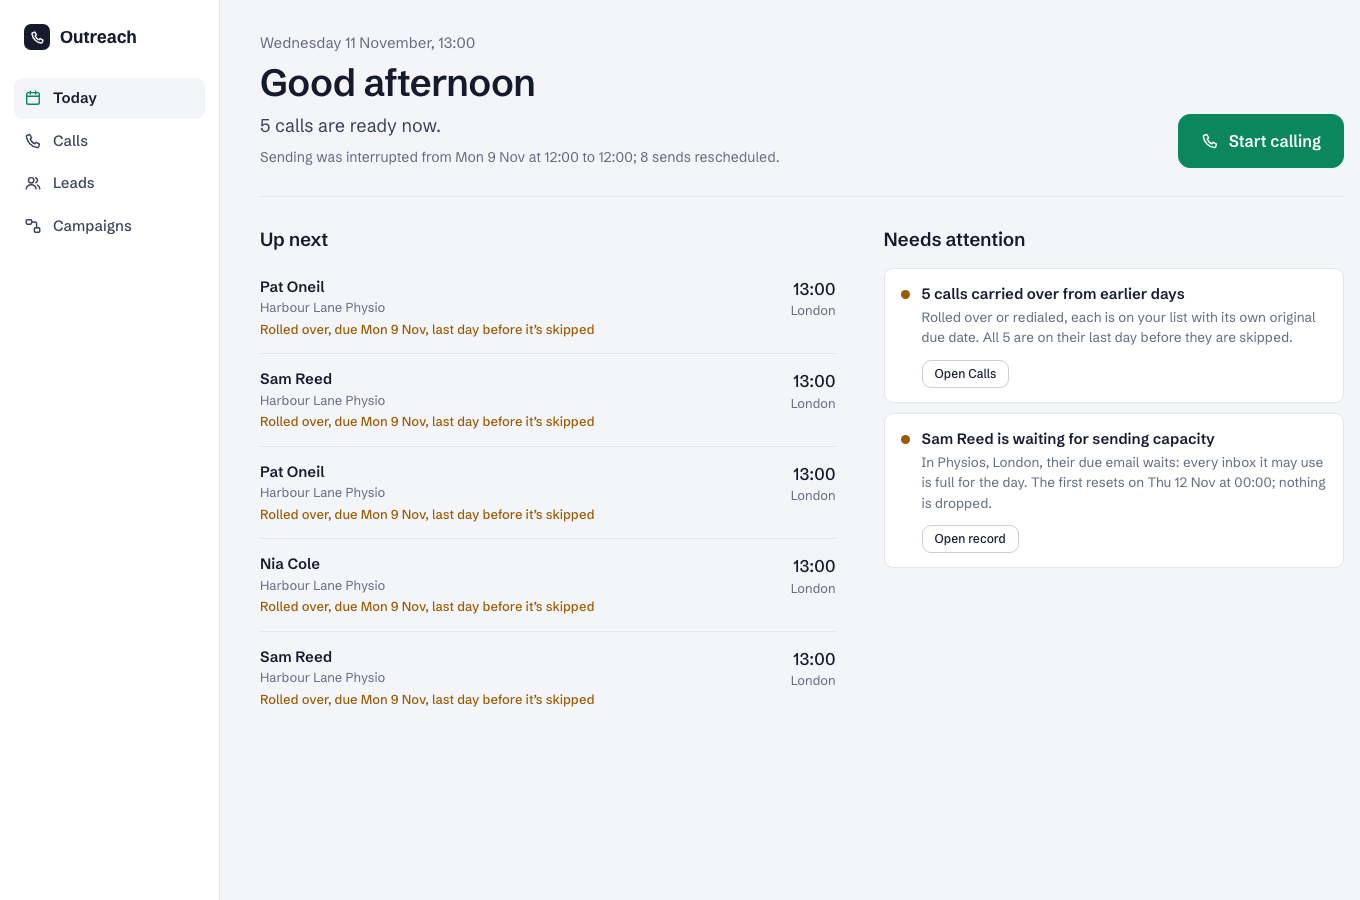 Outreach
Today
Calls
Leads
Campaigns
Wednesday 11 November, 13:00
Good afternoon
5 calls are ready now.
Sending was interrupted from Mon 9 Nov at 12:00 to 12:00; 8 sends rescheduled.
Start calling
Up next
Pat Oneil
13:00
Harbour Lane Physio
London
Rolled over, due Mon 9 Nov, last day before it’s skipped
Sam Reed
13:00
Harbour Lane Physio
London
Rolled over, due Mon 9 Nov, last day before it’s skipped
Pat Oneil
13:00
Harbour Lane Physio
London
Rolled over, due Mon 9 Nov, last day before it’s skipped
Nia Cole
13:00
Harbour Lane Physio
London
Rolled over, due Mon 9 Nov, last day before it’s skipped
Sam Reed
13:00
Harbour Lane Physio
London
Rolled over, due Mon 9 Nov, last day before it’s skipped
Needs attention
5 calls carried over from earlier days
Rolled over or redialed, each is on your list with its own original
due date. All 5 are on their last day before they are skipped.
Open Calls
Sam Reed is waiting for sending capacity
In Physios, London, their due email waits: every inbox it may use
is full for the day. The first resets on Thu 12 Nov at 00:00; nothing
is dropped.
Open record